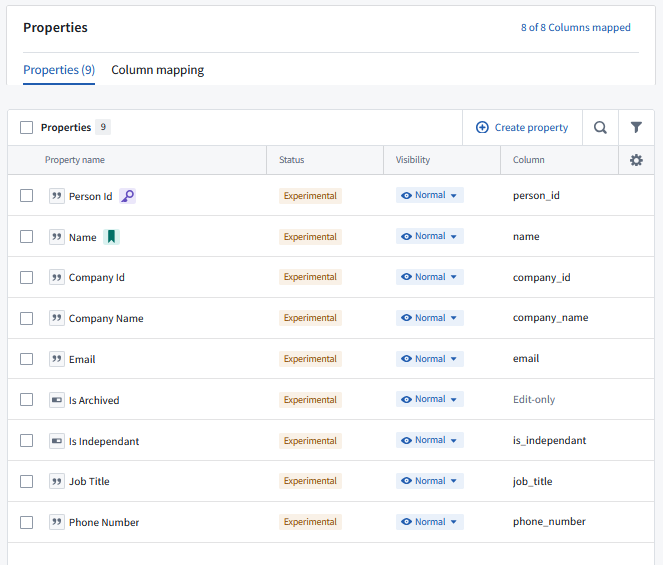 Properties
8 of 8 Columns mapped
Properties (9)
Column mapping
Properties 9
Create property
Property name Status Visibility Column
Person Id Experimental Normal person_id
Name Experimental Normal name
Company Id Experimental Normal company_id
Company Name Experimental Normal company_name
Email Experimental Normal email
Is Archived Experimental Normal Edit-only
Is Independant Experimental Normal is_independant
Job Title Experimental Normal job_title
Phone Number Experimental Normal phone_number